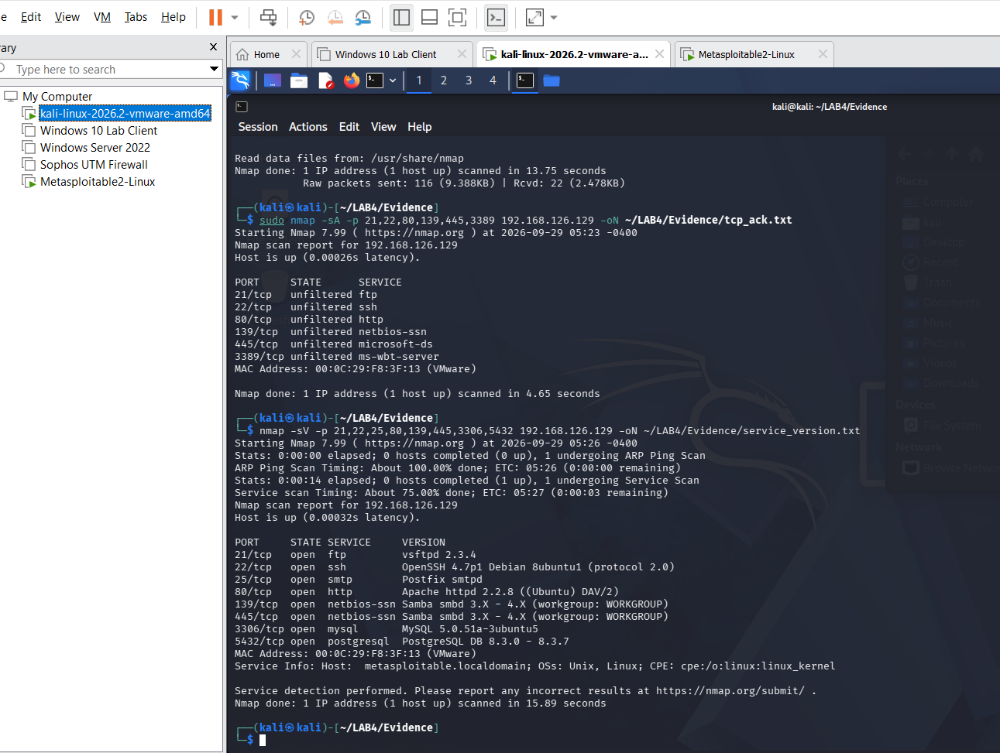 e Edit View VM Tabs Help
ary
Type here to search
My Computer
kali-linux-2026.2-vmware-amd64
Windows 10 Lab Client
Windows Server 2022
Sophos UTM Firewall
Metasploitable2-Linux
Home
Windows 10 Lab Client
kali-linux-2026.2-vmware-a...
Metasploitable2-Linux
1 2 3 4
kali@kali: ~/LAB4/Evidence
Session Actions Edit View Help
Read data files from: /usr/share/nmap
Nmap done: 1 IP address (1 host up) scanned in 13.75 seconds
           Raw packets sent: 116 (9.388KB) | Rcvd: 22 (2.478KB)
┌──(kali㉿kali)-[~/LAB4/Evidence]
└─$ sudo nmap -sA -p 21,22,80,139,445,3389 192.168.126.129 -oN ~/LAB4/Evidence/tcp_ack.txt
Starting Nmap 7.99 ( https://nmap.org ) at 2026-09-29 05:23 -0400
Nmap scan report for 192.168.126.129
Host is up (0.00026s latency).
PORT     STATE      SERVICE
21/tcp   unfiltered ftp
22/tcp   unfiltered ssh
80/tcp   unfiltered http
139/tcp  unfiltered netbios-ssn
445/tcp  unfiltered microsoft-ds
3389/tcp unfiltered ms-wbt-server
MAC Address: 00:0C:29:F8:3F:13 (VMware)
Nmap done: 1 IP address (1 host up) scanned in 4.65 seconds
┌──(kali㉿kali)-[~/LAB4/Evidence]
└─$ nmap -sV -p 21,22,25,80,139,445,3306,5432 192.168.126.129 -oN ~/LAB4/Evidence/service_version.txt
Starting Nmap 7.99 ( https://nmap.org ) at 2026-09-29 05:26 -0400
Stats: 0:00:00 elapsed; 0 hosts completed (0 up), 1 undergoing ARP Ping Scan
ARP Ping Scan Timing: About 100.00% done; ETC: 05:26 (0:00:00 remaining)
Stats: 0:00:14 elapsed; 0 hosts completed (1 up), 1 undergoing Service Scan
Service scan Timing: About 75.00% done; ETC: 05:27 (0:00:03 remaining)
Nmap scan report for 192.168.126.129
Host is up (0.00032s latency).
PORT     STATE SERVICE     VERSION
21/tcp   open  ftp         vsftpd 2.3.4
22/tcp   open  ssh         OpenSSH 4.7p1 Debian 8ubuntu1 (protocol 2.0)
25/tcp   open  smtp        Postfix smtpd
80/tcp   open  http        Apache httpd 2.2.8 ((Ubuntu) DAV/2)
139/tcp  open  netbios-ssn Samba smbd 3.X - 4.X (workgroup: WORKGROUP)
445/tcp  open  netbios-ssn Samba smbd 3.X - 4.X (workgroup: WORKGROUP)
3306/tcp open  mysql       MySQL 5.0.51a-3ubuntu5
5432/tcp open  postgresql  PostgreSQL DB 8.3.0 - 8.3.7
MAC Address: 00:0C:29:F8:3F:13 (VMware)
Service Info: Host:  metasploitable.localdomain; OSs: Unix, Linux; CPE: cpe:/o:linux:linux_kernel
Service detection performed. Please report any incorrect results at https://nmap.org/submit/ .
Nmap done: 1 IP address (1 host up) scanned in 15.89 seconds
┌──(kali㉿kali)-[~/LAB4/Evidence]
└─$
Places
Computer
kali
Desktop
Recent
Trash
Documents
Music
Pictures
Videos
Downloads
Devices
File System
Network
Browse Networ